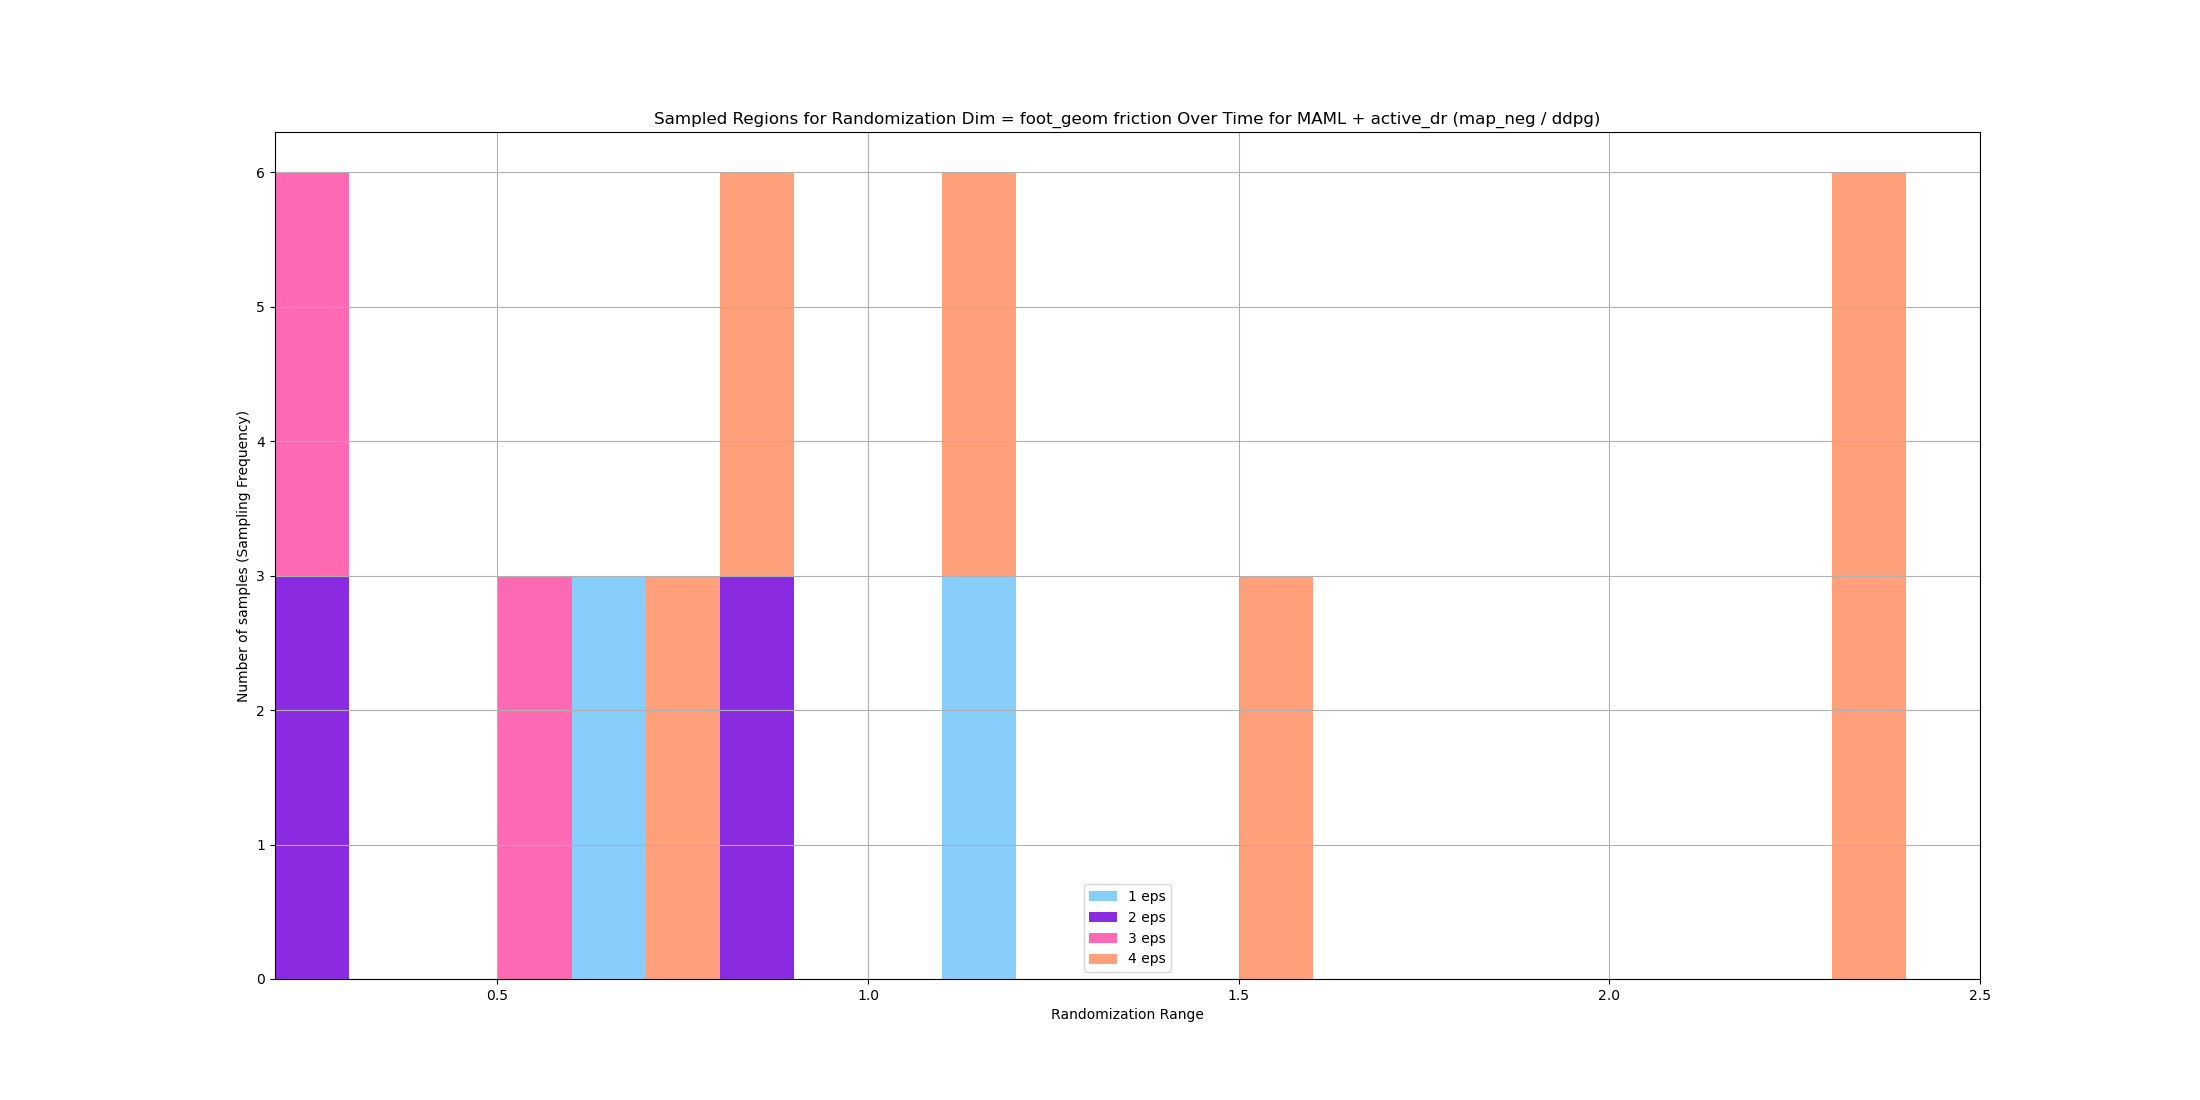 Sampled Regions for Randomization Dim = foot_geom friction Over Time for MAML + active_dr (map_neg / ddpg)
Number of samples (Sampling Frequency)
6
5
4
3
2
1
0
1 eps
2 eps
3 eps
4 eps
0.5
1.0
1.5
2.0
2.5
Randomization Range